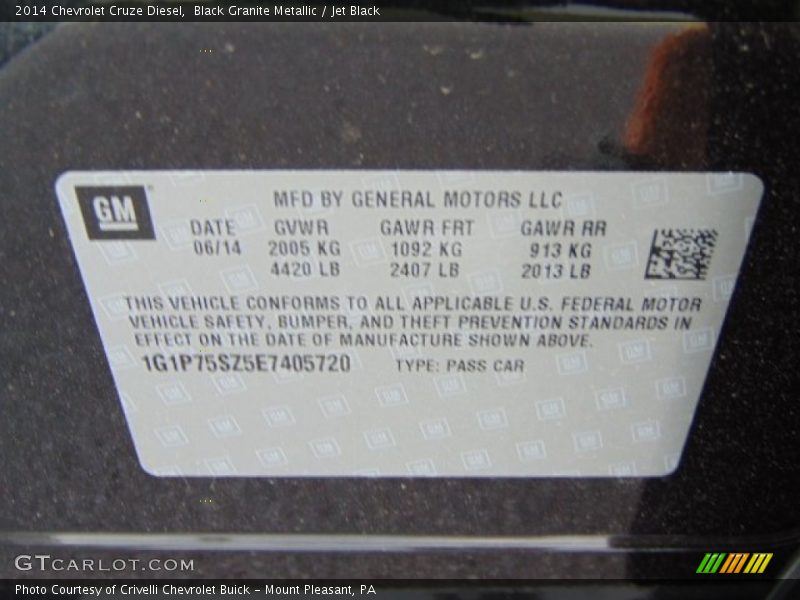 2014 Chevrolet Cruze Diesel,  Black Granite Metallic / Jet Black
GM
MFD BY GENERAL MOTORS LLC
DATE GVWR GAWR FRT GAWR RR
06/14 2005 KG 1092 KG 913 KG
4420 LB 2407 LB 2013 LB
THIS VEHICLE CONFORMS TO ALL APPLICABLE U.S. FEDERAL MOTOR
VEHICLE SAFETY, BUMPER, AND THEFT PREVENTION STANDARDS IN
EFFECT ON THE DATE OF MANUFACTURE SHOWN ABOVE.
1G1P75SZ5E7405720 TYPE: PASS CAR
GTCARLOT.COM
Photo Courtesy of Crivelli Chevrolet Buick - Mount Pleasant, PA